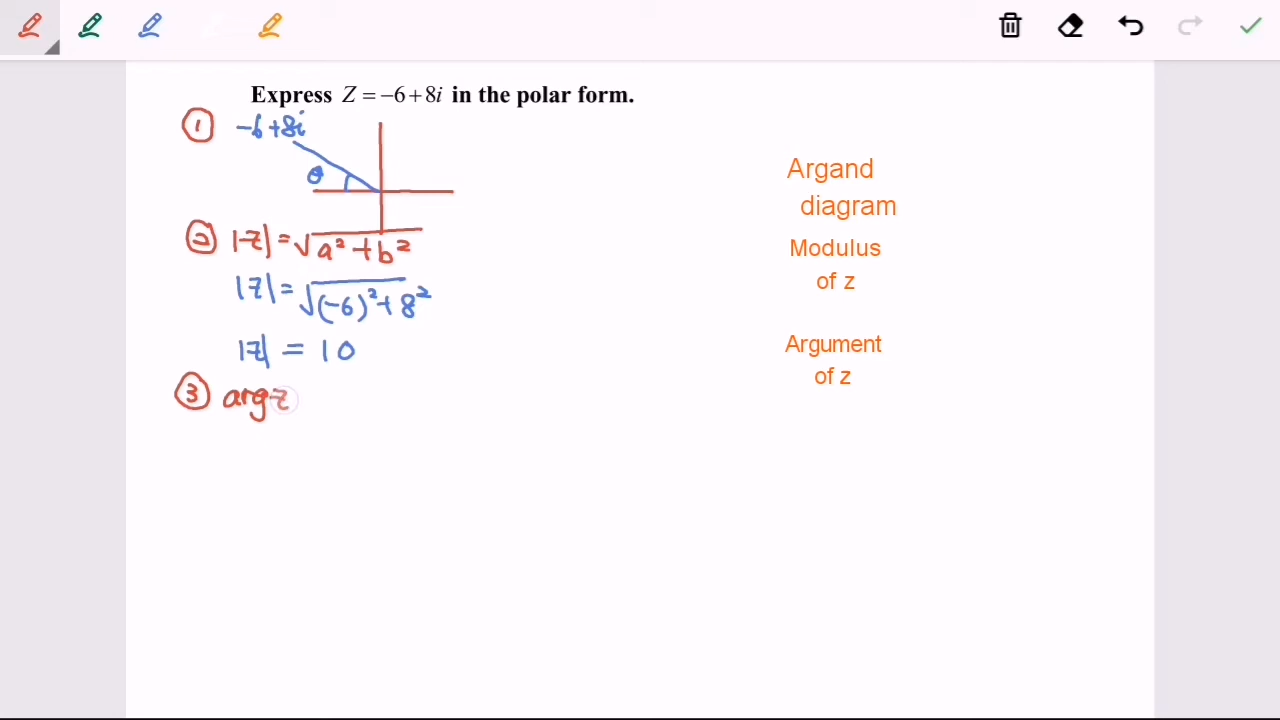 Express Z = −6 + 8i in the polar form.
① -6+8i
θ
② |z| = √a² + b²
|z| = √(-6)² + 8²
|z| = 10
③ arg z
Argand
diagram
Modulus
of z
Argument
of z